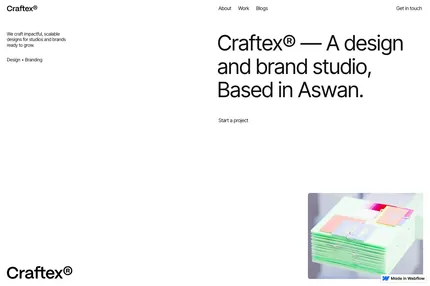 Craftex®
About Work Blogs
Get in touch
We craft impactful, scalable
designs for studios and brands
ready to grow.
Design + Branding
Craftex® — A design
and brand studio,
Based in Aswan.
Start a project
Craftex®
Made in Webflow